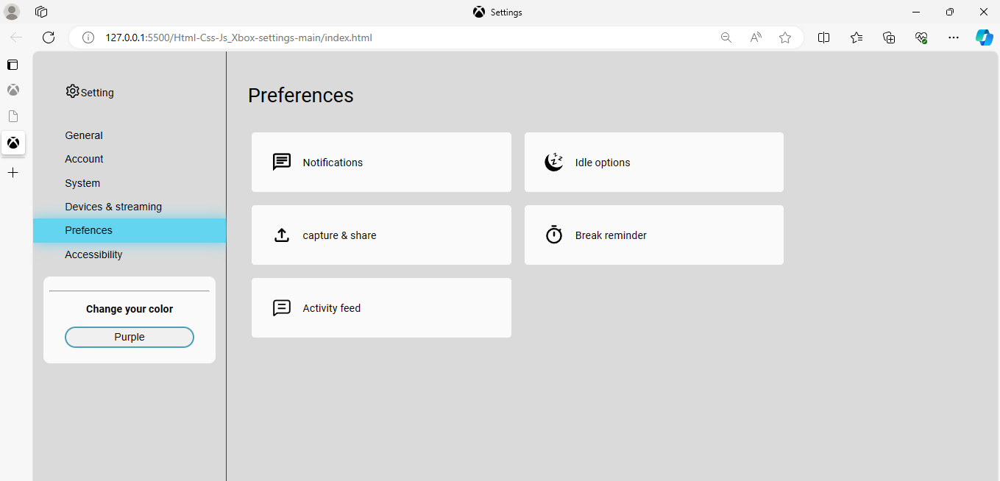 Settings
127.0.0.1:5500/Html-Css-Js_Xbox-settings-main/index.html
Setting
General
Account
System
Devices & streaming
Prefences
Accessibility
Change your color
Purple
Preferences
Notifications
Idle options
capture & share
Break reminder
Activity feed